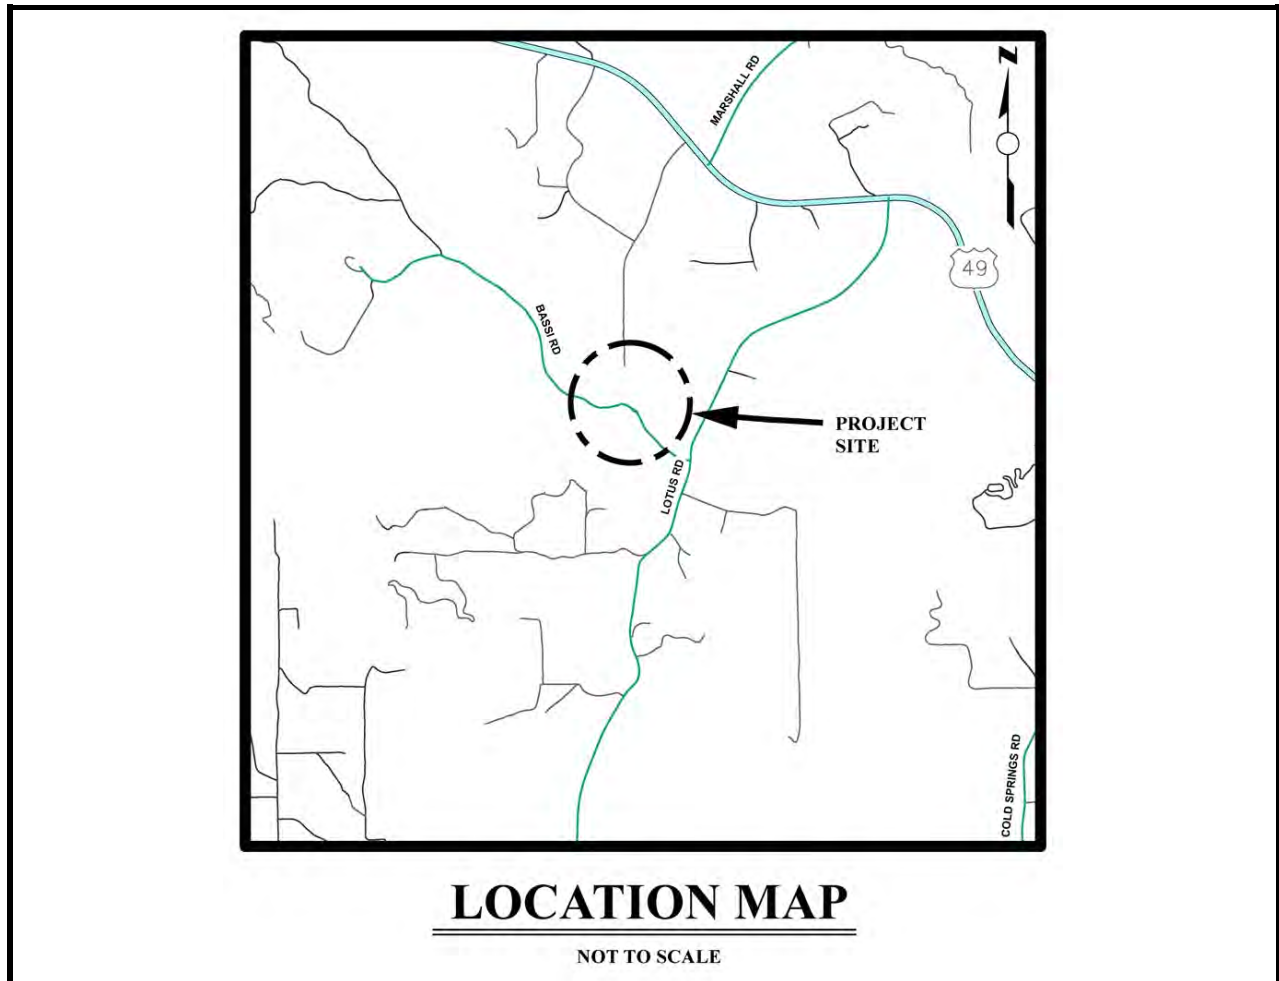 N
MARSHALL RD
49
BASSI RD
PROJECT
SITE
LOTUS RD
COLD SPRINGS RD
LOCATION MAP
NOT TO SCALE